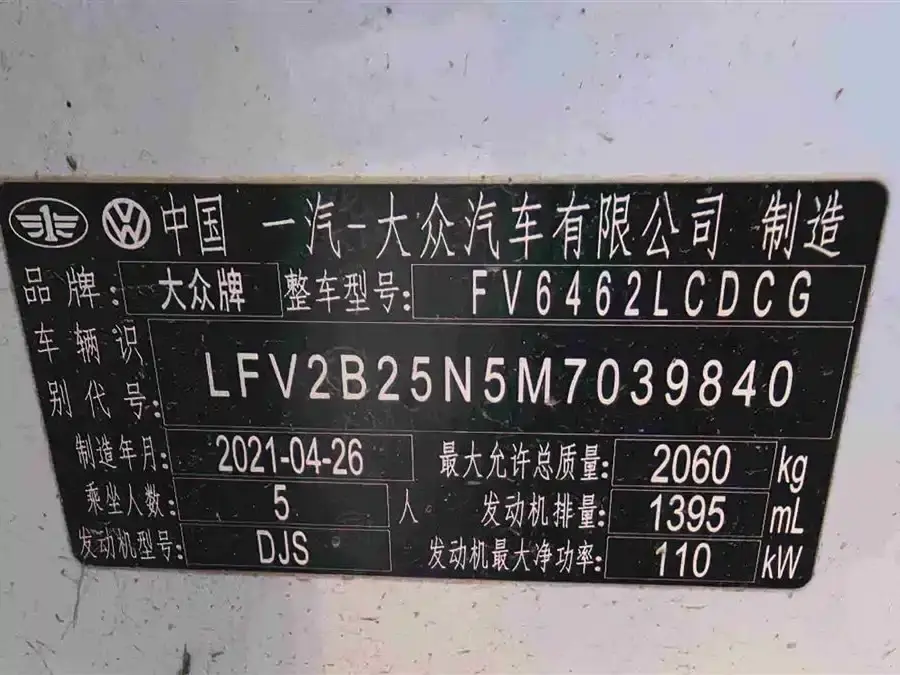 中国 一汽-大众汽车有限公司 制造
品牌: 大众牌 整车型号: FV6462LCDCG
车辆识
别代号: LFV2B25N5M7039840
制造年月: 2021-04-26 最大允许总质量: 2060 kg
乘坐人数: 5 人 发动机排量: 1395 mL
发动机型号: DJS 发动机最大净功率: 110 kW